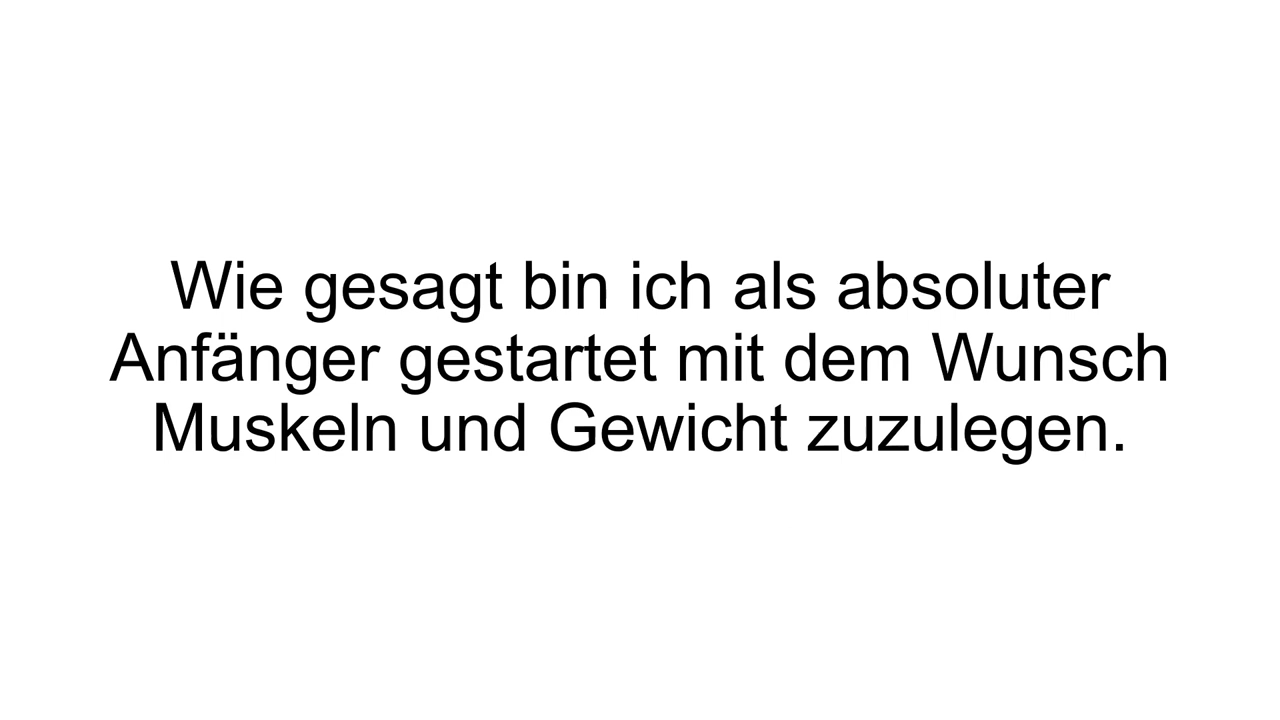 Wie gesagt bin ich als absoluter
Anfänger gestartet mit dem Wunsch
Muskeln und Gewicht zuzulegen.